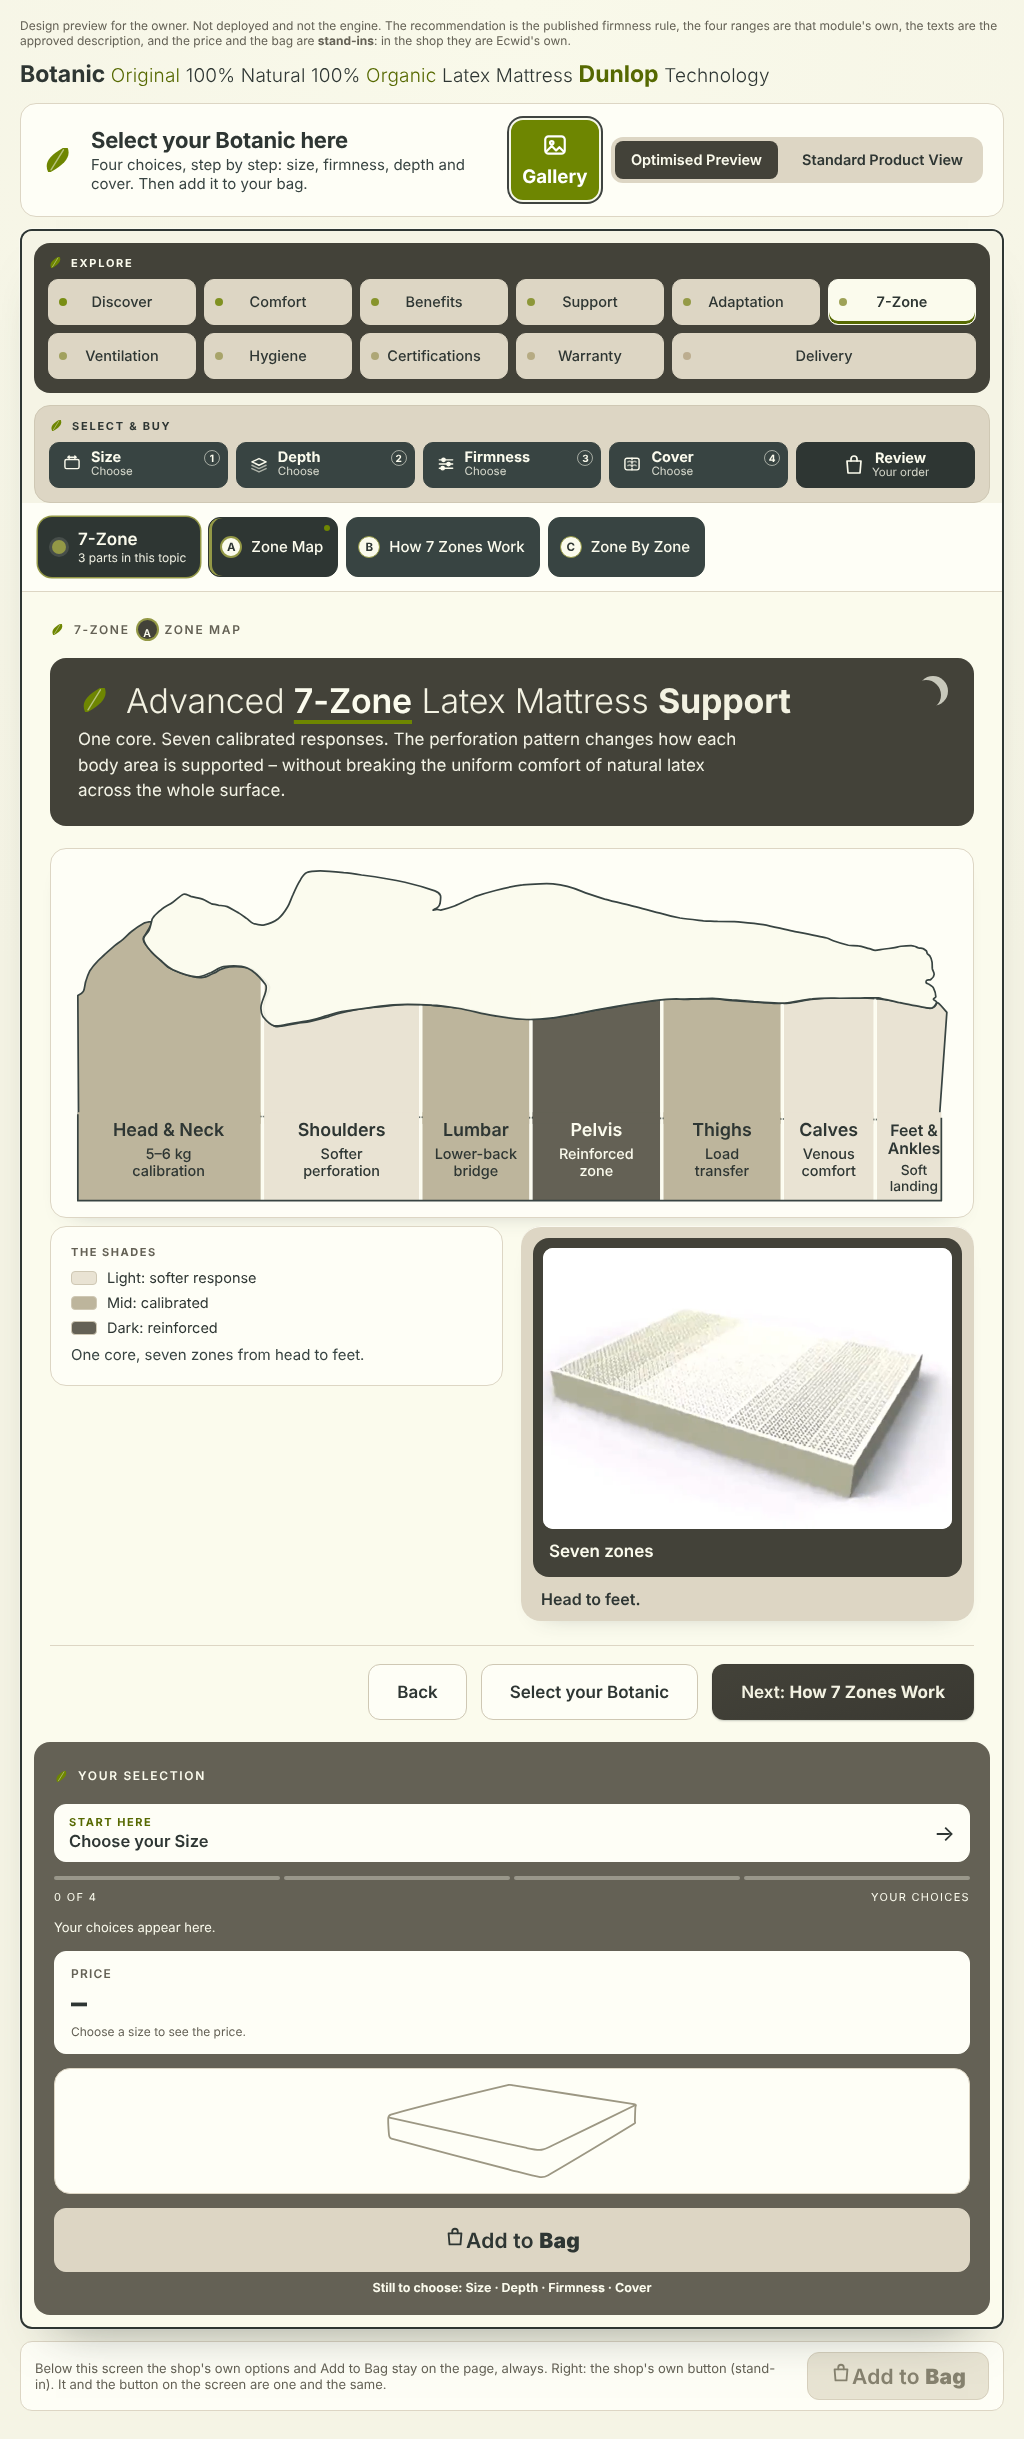 Design preview for the owner. Not deployed and not the engine. The recommendation is the published firmness rule, the four ranges are that module's own, the texts are the
approved description, and the price and the bag are stand-ins: in the shop they are Ecwid's own.
Botanic Original 100% Natural 100% Organic Latex Mattress Dunlop Technology
Select your Botanic here
Four choices, step by step: size, firmness, depth and
cover. Then add it to your bag.
Gallery
Optimised Preview
Standard Product View
EXPLORE
Discover
Comfort
Benefits
Support
Adaptation
7-Zone
Ventilation
Hygiene
Certifications
Warranty
Delivery
SELECT & BUY
Size
Choose
1
Depth
Choose
2
Firmness
Choose
3
Cover
Choose
4
Review
Your order
7-Zone
3 parts in this topic
A Zone Map
B How 7 Zones Work
C Zone By Zone
7-ZONE A ZONE MAP
Advanced 7-Zone Latex Mattress Support
One core. Seven calibrated responses. The perforation pattern changes how each
body area is supported – without breaking the uniform comfort of natural latex
across the whole surface.
Head & Neck
5–6 kg
calibration
Shoulders
Softer
perforation
Lumbar
Lower-back
bridge
Pelvis
Reinforced
zone
Thighs
Load
transfer
Calves
Venous
comfort
Feet &
Ankles
Soft
landing
THE SHADES
Light: softer response
Mid: calibrated
Dark: reinforced
One core, seven zones from head to feet.
Seven zones
Head to feet.
Back
Select your Botanic
Next: How 7 Zones Work
YOUR SELECTION
START HERE
Choose your Size
0 OF 4
YOUR CHOICES
Your choices appear here.
PRICE
–
Choose a size to see the price.
Add to Bag
Still to choose: Size · Depth · Firmness · Cover
Below this screen the shop's own options and Add to Bag stay on the page, always. Right: the shop's own button (stand-
in). It and the button on the screen are one and the same.
Add to Bag